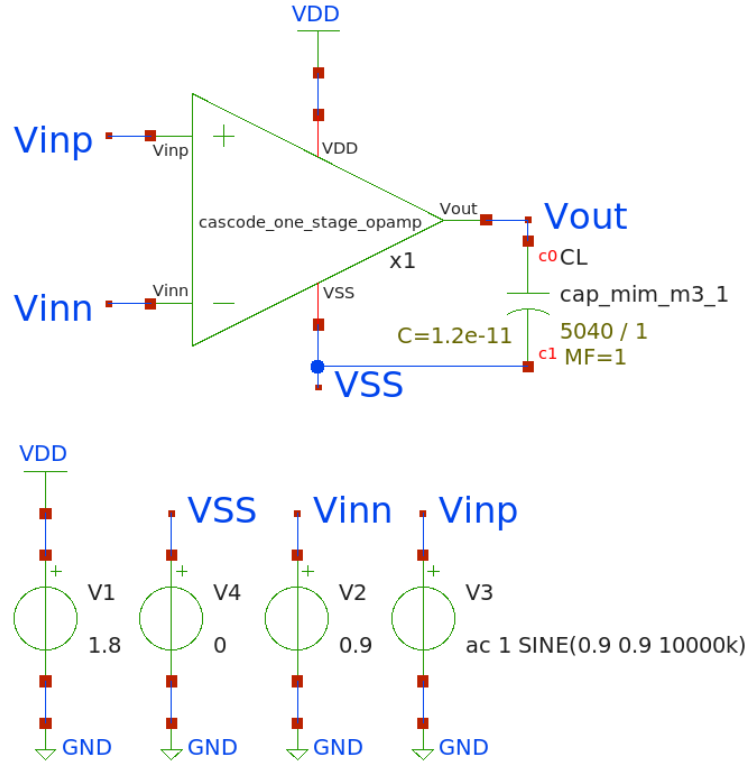 VDD
Vinp
Vinp
+
VDD
Vout
Vout
cascode_one_stage_opamp
x1
c0
CL
cap_mim_m3_1
Vinn
Vinn
−
VSS
C=1.2e-11
5040 / 1
c1
MF=1
VSS
VDD
VSS
Vinn
Vinp
+
V1
1.8
+
V4
0
+
V2
0.9
+
V3
ac 1 SINE(0.9 0.9 10000k)
GND
GND
GND
GND